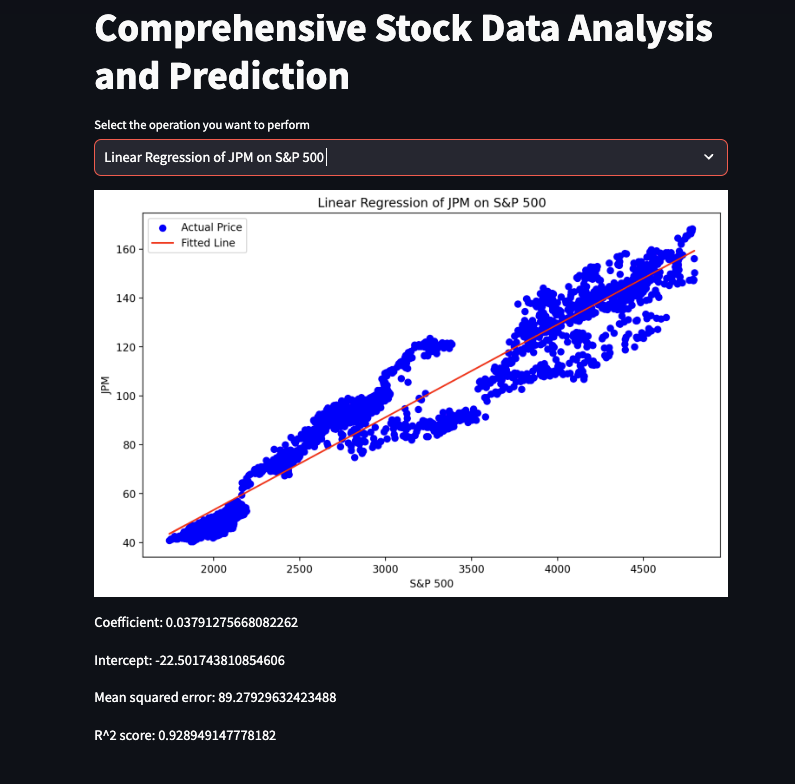 Comprehensive Stock Data Analysis
and Prediction
Select the operation you want to perform
Linear Regression of JPM on S&P 500
Linear Regression of JPM on S&P 500
Actual Price
Fitted Line
160
140
120
100
80
60
40
JPM
2000 2500 3000 3500 4000 4500
S&P 500
Coefficient: 0.03791275668082262
Intercept: -22.501743810854606
Mean squared error: 89.27929632423488
R^2 score: 0.928949147778182